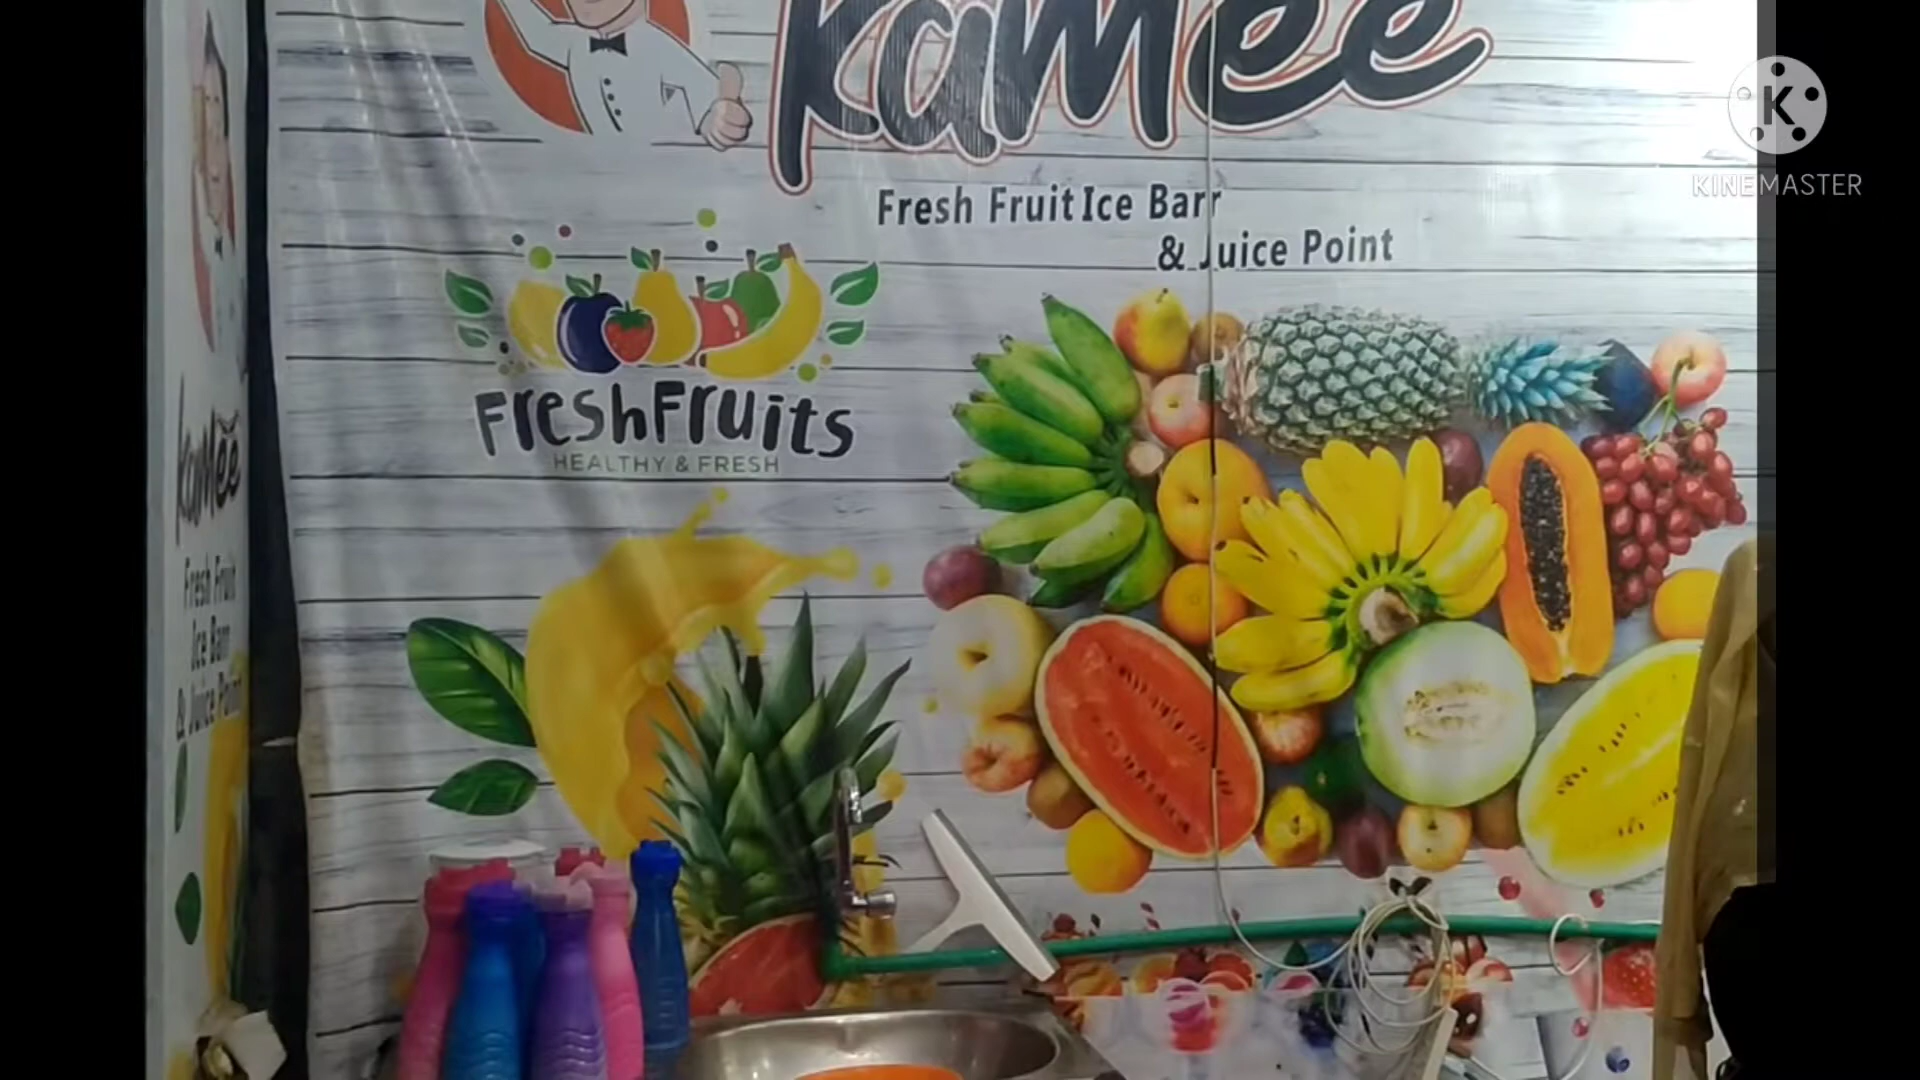 Kamee
Fresh Fruit Ice Barr
& Juice Point
FreshFruits
HEALTHY & FRESH
Kamee
Fresh Fruit
Ice Barr
& Juice Point
K
KINEMASTER